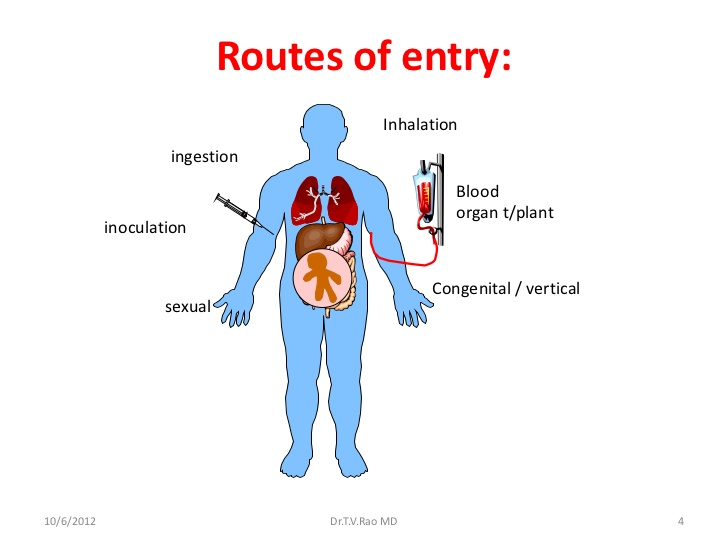 Routes of entry:
Inhalation
ingestion
Blood
organ t/plant
inoculation
Congenital / vertical
sexual
10/6/2012
Dr.T.V.Rao MD
4